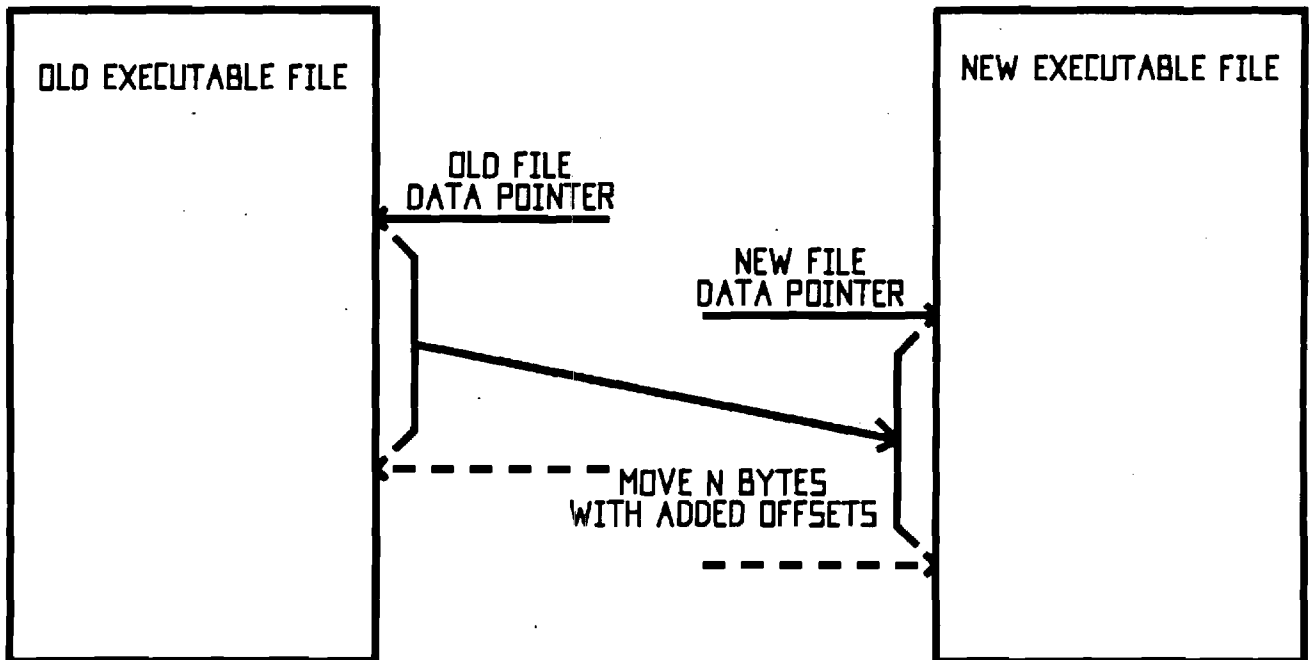 OLD EXECUTABLE FILE
NEW EXECUTABLE FILE
OLD FILE
DATA POINTER
NEW FILE
DATA POINTER
MOVE N BYTES
WITH ADDED OFFSETS